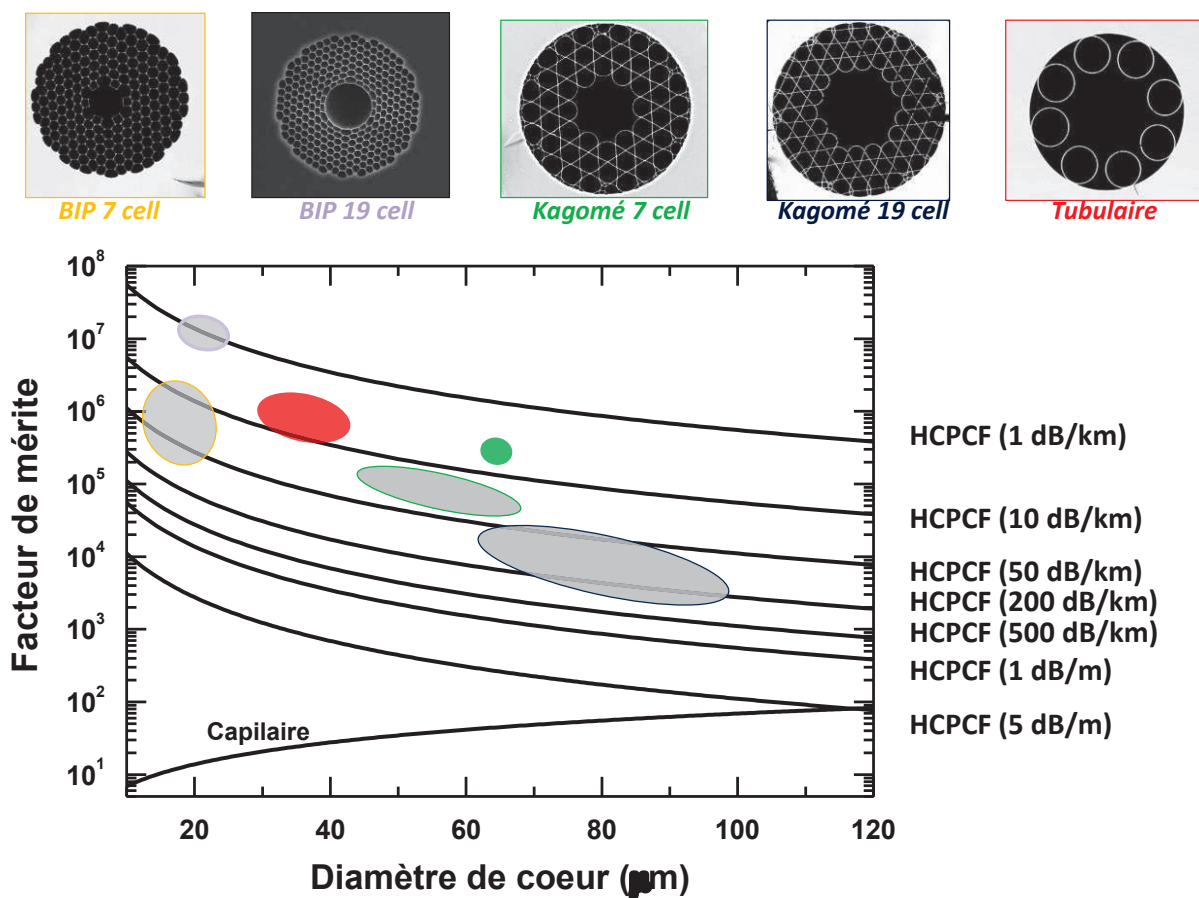 BIP 7 cell
BIP 19 cell
Kagomé 7 cell
Kagomé 19 cell
Tubulaire
Facteur de mérite
10^8
10^7
10^6
10^5
10^4
10^3
10^2
10^1
Capilaire
HCPCF (1 dB/km)
HCPCF (10 dB/km)
HCPCF (50 dB/km)
HCPCF (200 dB/km)
HCPCF (500 dB/km)
HCPCF (1 dB/m)
HCPCF (5 dB/m)
20 40 60 80 100 120
Diamètre de coeur (μm)